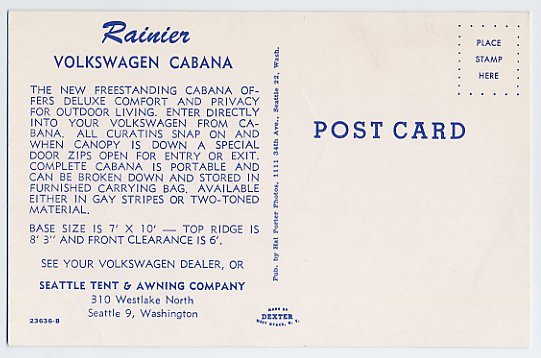 Rainier
VOLKSWAGEN CABANA
THE NEW FREESTANDING CABANA OF-
FERS DELUXE COMFORT AND PRIVACY
FOR OUTDOOR LIVING. ENTER DIRECTLY
INTO YOUR VOLKSWAGEN FROM CA-
BANA. ALL CURATINS SNAP ON AND
WHEN CANOPY IS DOWN A SPECIAL
DOOR ZIPS OPEN FOR ENTRY OR EXIT.
COMPLETE CABANA IS PORTABLE AND
CAN BE BROKEN DOWN AND STORED IN
FURNISHED CARRYING BAG. AVAILABLE
EITHER IN GAY STRIPES OR TWO-TONED
MATERIAL.
BASE SIZE IS 7' X 10' — TOP RIDGE IS
8' 3" AND FRONT CLEARANCE IS 6'.
SEE YOUR VOLKSWAGEN DEALER, OR
SEATTLE TENT & AWNING COMPANY
310 Westlake North
Seattle 9, Washington
23636-B
Pub. by Hal Porter Photos, 1111 34th Ave., Seattle 22, Wash.
POST CARD
PLACE
STAMP
HERE
MADE BY
DEXTER
WEST NYACK, N. Y.